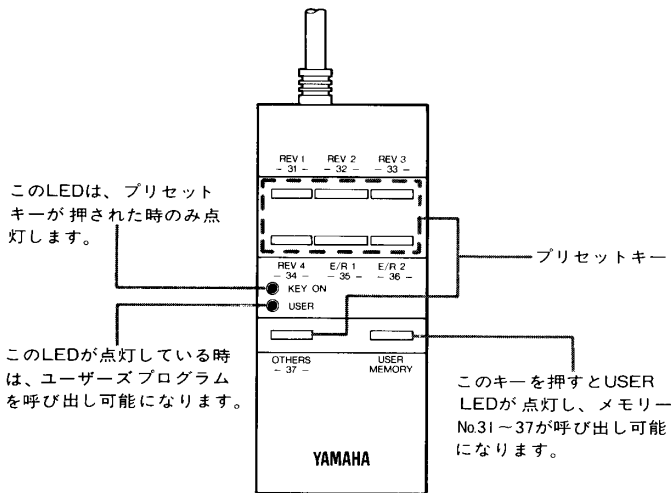 REV 1 REV 2 REV 3
– 31 – – 32 – – 33 –
このLEDは、プリセット
キーが押された時のみ点
灯します。
プリセットキー
REV 4 E/R 1 E/R 2
– 34 – – 35 – – 36 –
KEY ON
USER
このLEDが点灯している時
は、ユーザーズプログラム
を呼び出し可能になります。
OTHERS USER
– 37 – MEMORY
このキーを押すとUSER
LEDが点灯し、メモリー
№31～37が呼び出し可能
になります。
YAMAHA